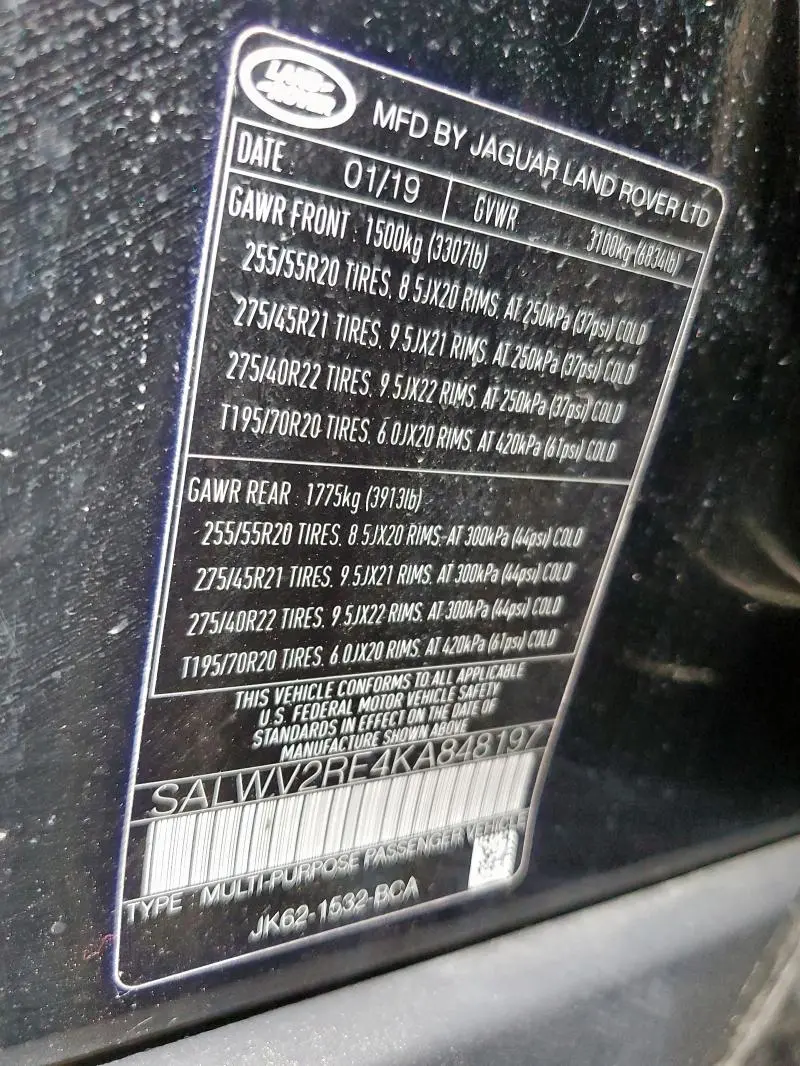 LAND-
-ROVER
MFD BY JAGUAR LAND ROVER LTD
DATE : 01/19 GVWR 3100kg (6834lb)
GAWR FRONT : 1500kg (3307lb)
255/55R20 TIRES, 8.5JX20 RIMS, AT 250kPa (37psi) COLD
275/45R21 TIRES, 9.5JX21 RIMS, AT 250kPa (37psi) COLD
275/40R22 TIRES, 9.5JX22 RIMS, AT 250kPa (37psi) COLD
T195/70R20 TIRES, 6.0JX20 RIMS, AT 420kPa (61psi) COLD
GAWR REAR : 1775kg (3913lb)
255/55R20 TIRES, 8.5JX20 RIMS, AT 300kPa (44psi) COLD
275/45R21 TIRES, 9.5JX21 RIMS, AT 300kPa (44psi) COLD
275/40R22 TIRES, 9.5JX22 RIMS, AT 300kPa (44psi) COLD
T195/70R20 TIRES, 6.0JX20 RIMS, AT 420kPa (61psi) COLD
THIS VEHICLE CONFORMS TO ALL APPLICABLE
U.S. FEDERAL MOTOR VEHICLE SAFETY
STANDARDS IN EFFECT ON THE DATE OF
MANUFACTURE SHOWN ABOVE
SALWV2RE4KA848197
TYPE : MULTI-PURPOSE PASSENGER VEHICLE
JK62-1532-BCA